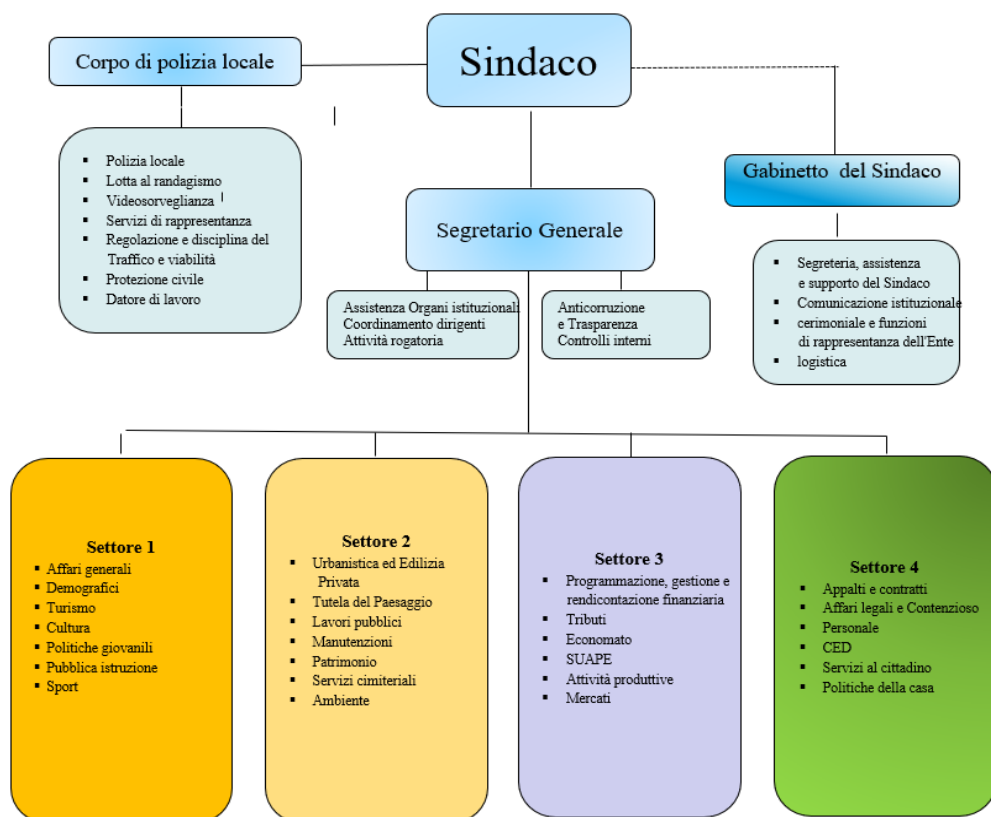 Sindaco
Corpo di polizia locale
▪ Polizia locale
▪ Lotta al randagismo
▪ Videosorveglianza
▪ Servizi di rappresentanza
▪ Regolazione e disciplina del
Traffico e viabilità
▪ Protezione civile
▪ Datore di lavoro
Gabinetto del Sindaco
▪ Segreteria, assistenza
e supporto del Sindaco
▪ Comunicazione istituzionale
▪ cerimoniale e funzioni
di rappresentanza dell'Ente
▪ logistica
Segretario Generale
Assistenza Organi istituzionali
Coordinamento dirigenti
Attività rogatoria
Anticorruzione
e Trasparenza
Controlli interni
Settore 1
▪ Affari generali
▪ Demografici
▪ Turismo
▪ Cultura
▪ Politiche giovanili
▪ Pubblica istruzione
▪ Sport
Settore 2
▪ Urbanistica ed Edilizia
Privata
▪ Tutela del Paesaggio
▪ Lavori pubblici
▪ Manutenzioni
▪ Patrimonio
▪ Servizi cimiteriali
▪ Ambiente
Settore 3
▪ Programmazione, gestione e
rendicontazione finanziaria
▪ Tributi
▪ Economato
▪ SUAPE
▪ Attività produttive
▪ Mercati
Settore 4
▪ Appalti e contratti
▪ Affari legali e Contenzioso
▪ Personale
▪ CED
▪ Servizi al cittadino
▪ Politiche della casa